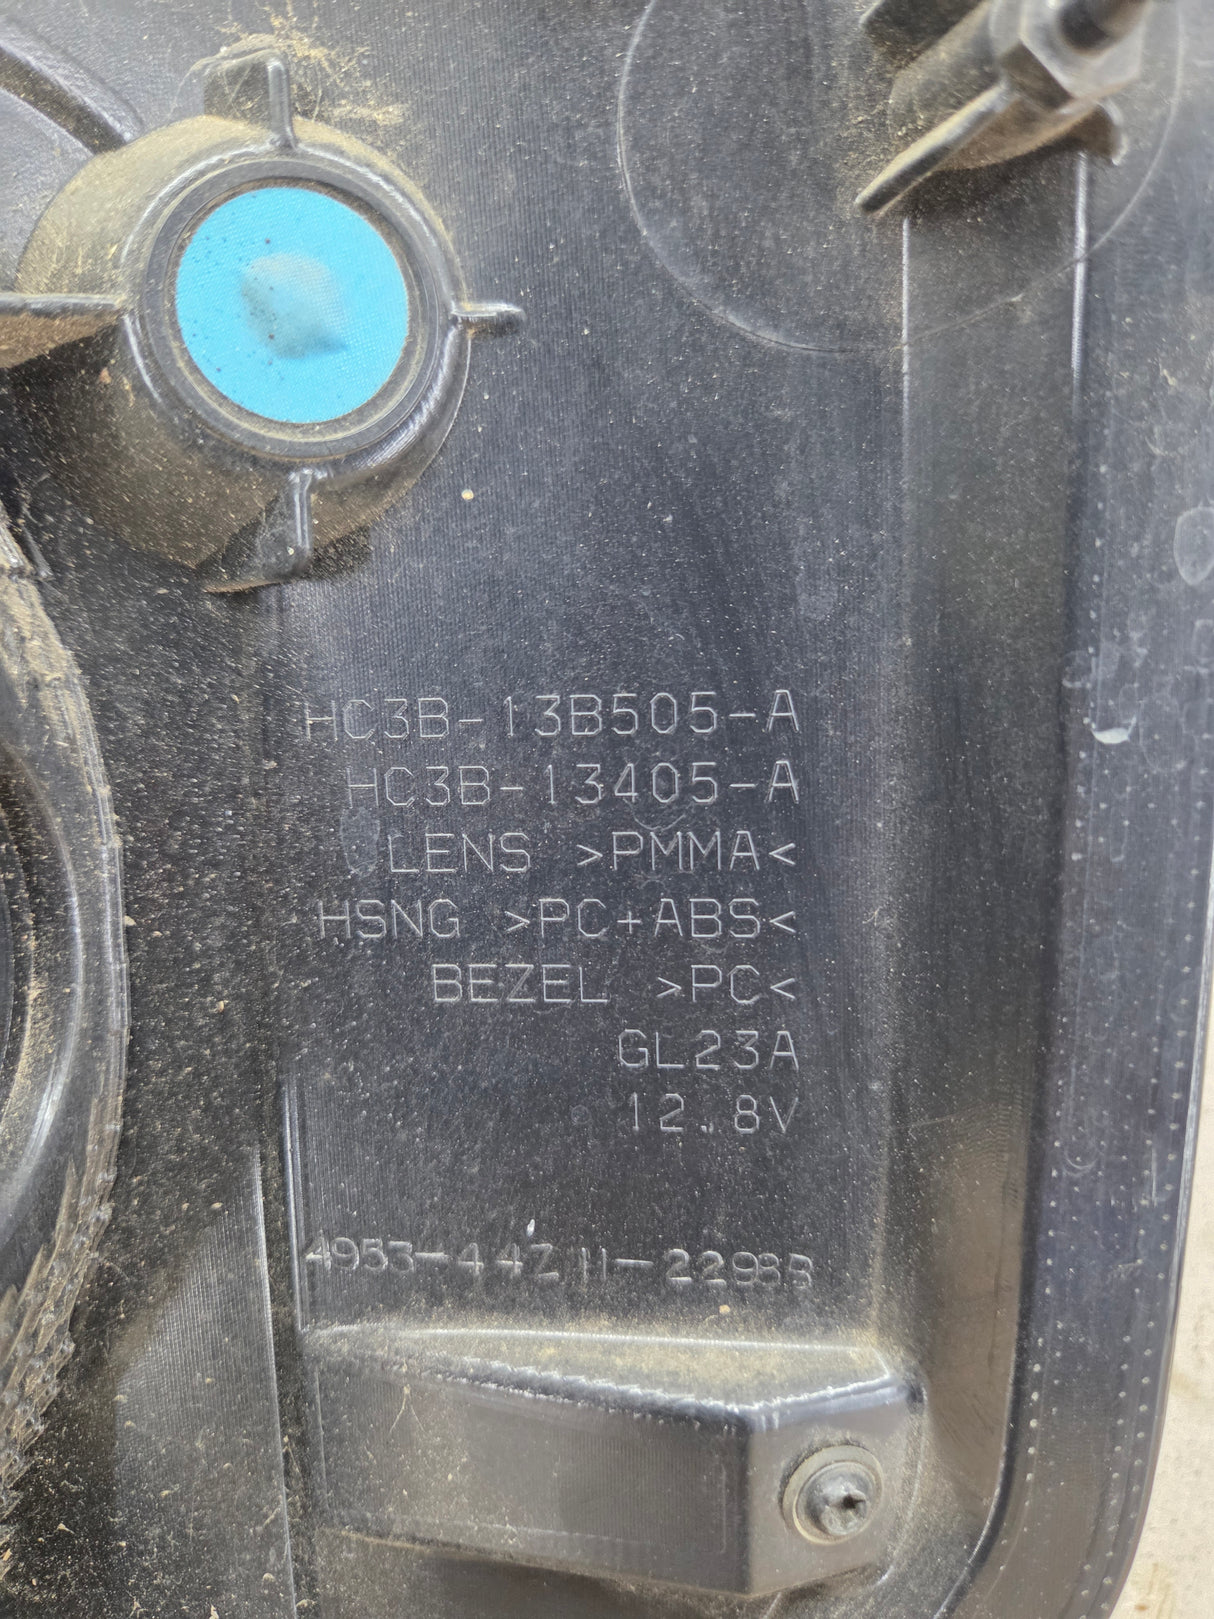 HC3B-13B505-A
HC3B-13405-A
LENS >PMMA<
HSNG >PC+ABS<
BEZEL >PC<
GL23A
12.8V